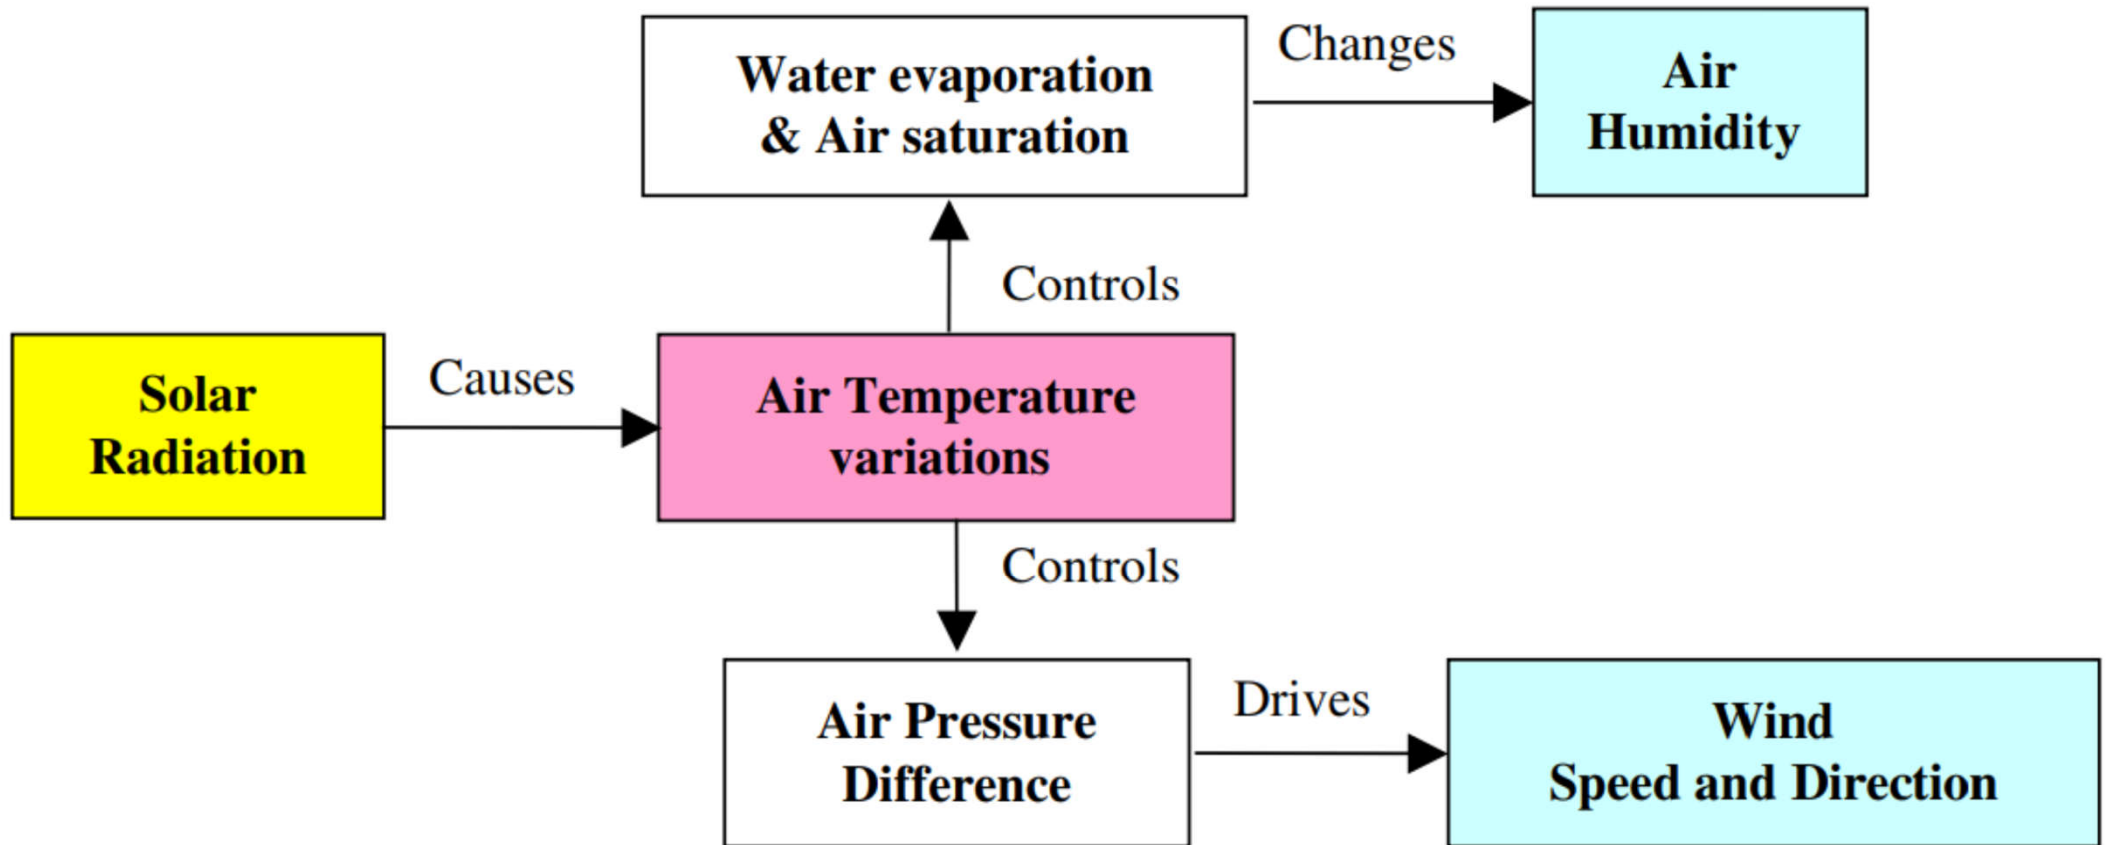 Water evaporation
& Air saturation
Changes
Air
Humidity
Controls
Solar
Radiation
Causes
Air Temperature
variations
Controls
Air Pressure
Difference
Drives
Wind
Speed and Direction